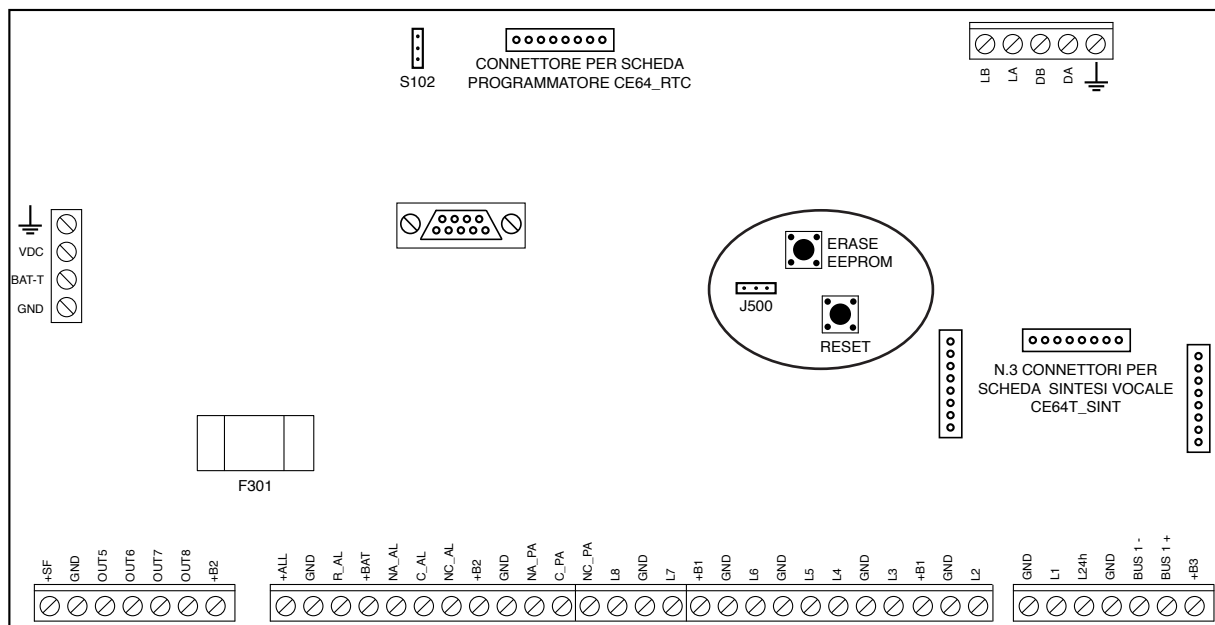 S102
CONNETTORE PER SCHEDA
PROGRAMMATORE CE64_RTC
LB
LA
DB
DA
VDC
BAT-T
GND
ERASE
EEPROM
J500
RESET
N.3 CONNETTORI PER
SCHEDA SINTESI VOCALE
CE64T_SINT
F301
+SF
GND
OUT5
OUT6
OUT7
OUT8
+B2
+ALL
GND
R_AL
+BAT
NA_AL
C_AL
NC_AL
+B2
GND
NA_PA
C_PA
NC_PA
L8
GND
L7
+B1
GND
L6
GND
L5
L4
GND
L3
+B1
GND
L2
GND
L1
L24h
GND
BUS 1 -
BUS 1 +
+B3